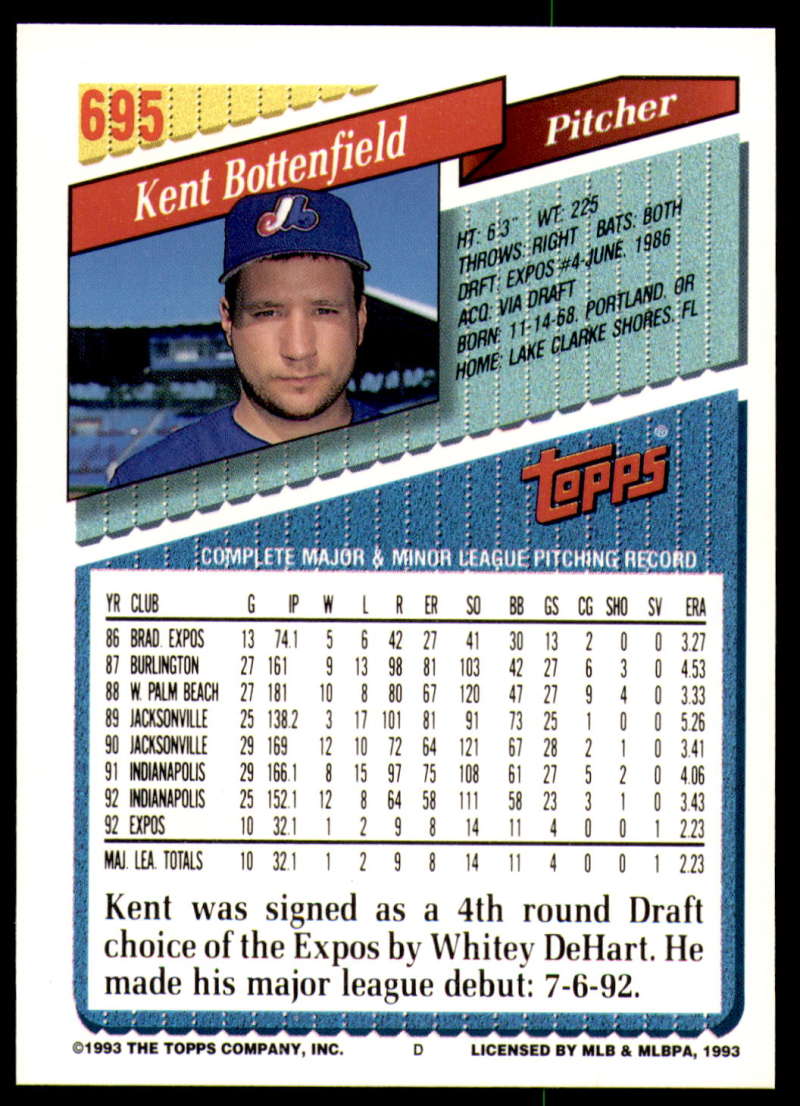 695
Kent Bottenfield
Pitcher
HT: 6'3" WT: 225
THROWS: RIGHT BATS: BOTH
DRFT: EXPOS #4-JUNE, 1986
ACQ: VIA DRAFT
BORN: 11-14-68, PORTLAND, OR
HOME: LAKE CLARKE SHORES, FL
TOPPS®
COMPLETE MAJOR & MINOR LEAGUE PITCHING RECORD
YR CLUB G IP W L R ER SO BB GS CG SHO SV ERA
86 BRAD. EXPOS 13 74.1 5 6 42 27 41 30 13 2 0 0 3.27
87 BURLINGTON 27 161 9 13 98 81 103 42 27 6 3 0 4.53
88 W. PALM BEACH 27 181 10 8 80 67 120 47 27 9 4 0 3.33
89 JACKSONVILLE 25 138.2 3 17 101 81 91 73 25 1 0 0 5.26
90 JACKSONVILLE 29 169 12 10 72 64 121 67 28 2 1 0 3.41
91 INDIANAPOLIS 29 166.1 8 15 97 75 108 61 27 5 2 0 4.06
92 INDIANAPOLIS 25 152.1 12 8 64 58 111 58 23 3 1 0 3.43
92 EXPOS 10 32.1 1 2 9 8 14 11 4 0 0 1 2.23
MAJ. LEA. TOTALS 10 32.1 1 2 9 8 14 11 4 0 0 1 2.23
Kent was signed as a 4th round Draft
choice of the Expos by Whitey DeHart. He
made his major league debut: 7-6-92.
©1993 THE TOPPS COMPANY, INC. D LICENSED BY MLB & MLBPA, 1993